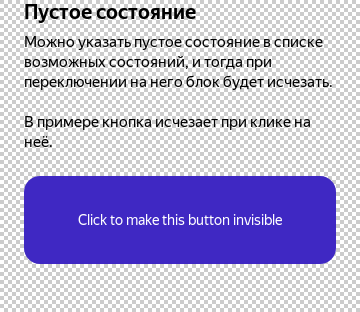 Пустое состояние
Можно указать пустое состояние в списке
возможных состояний, и тогда при
переключении на него блок будет исчезать.
В примере кнопка исчезает при клике на
неё.
Click to make this button invisible